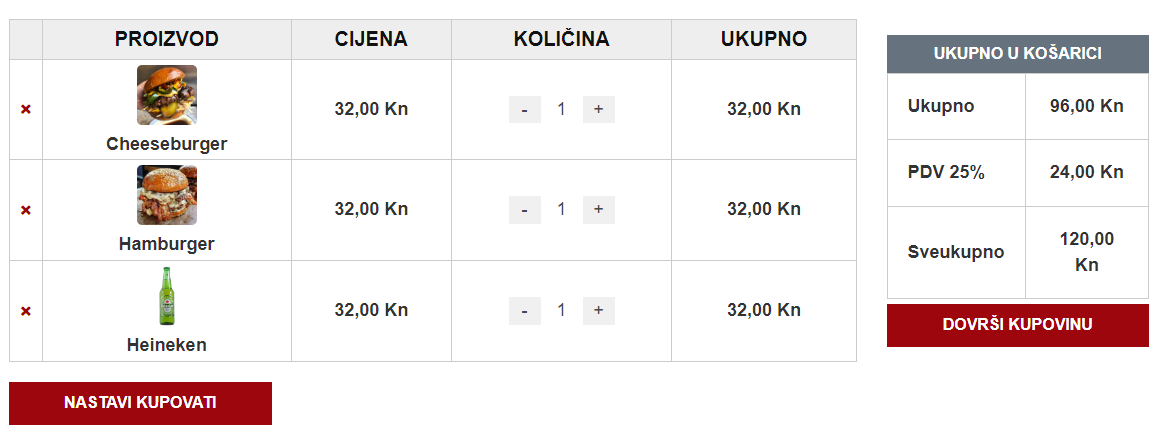 PROIZVOD CIJENA KOLIČINA UKUPNO
× Cheeseburger 32,00 Kn - 1 + 32,00 Kn
× Hamburger 32,00 Kn - 1 + 32,00 Kn
× Heineken 32,00 Kn - 1 + 32,00 Kn
NASTAVI KUPOVATI
UKUPNO U KOŠARICI
Ukupno 96,00 Kn
PDV 25% 24,00 Kn
Sveukupno 120,00
Kn
DOVRŠI KUPOVINU